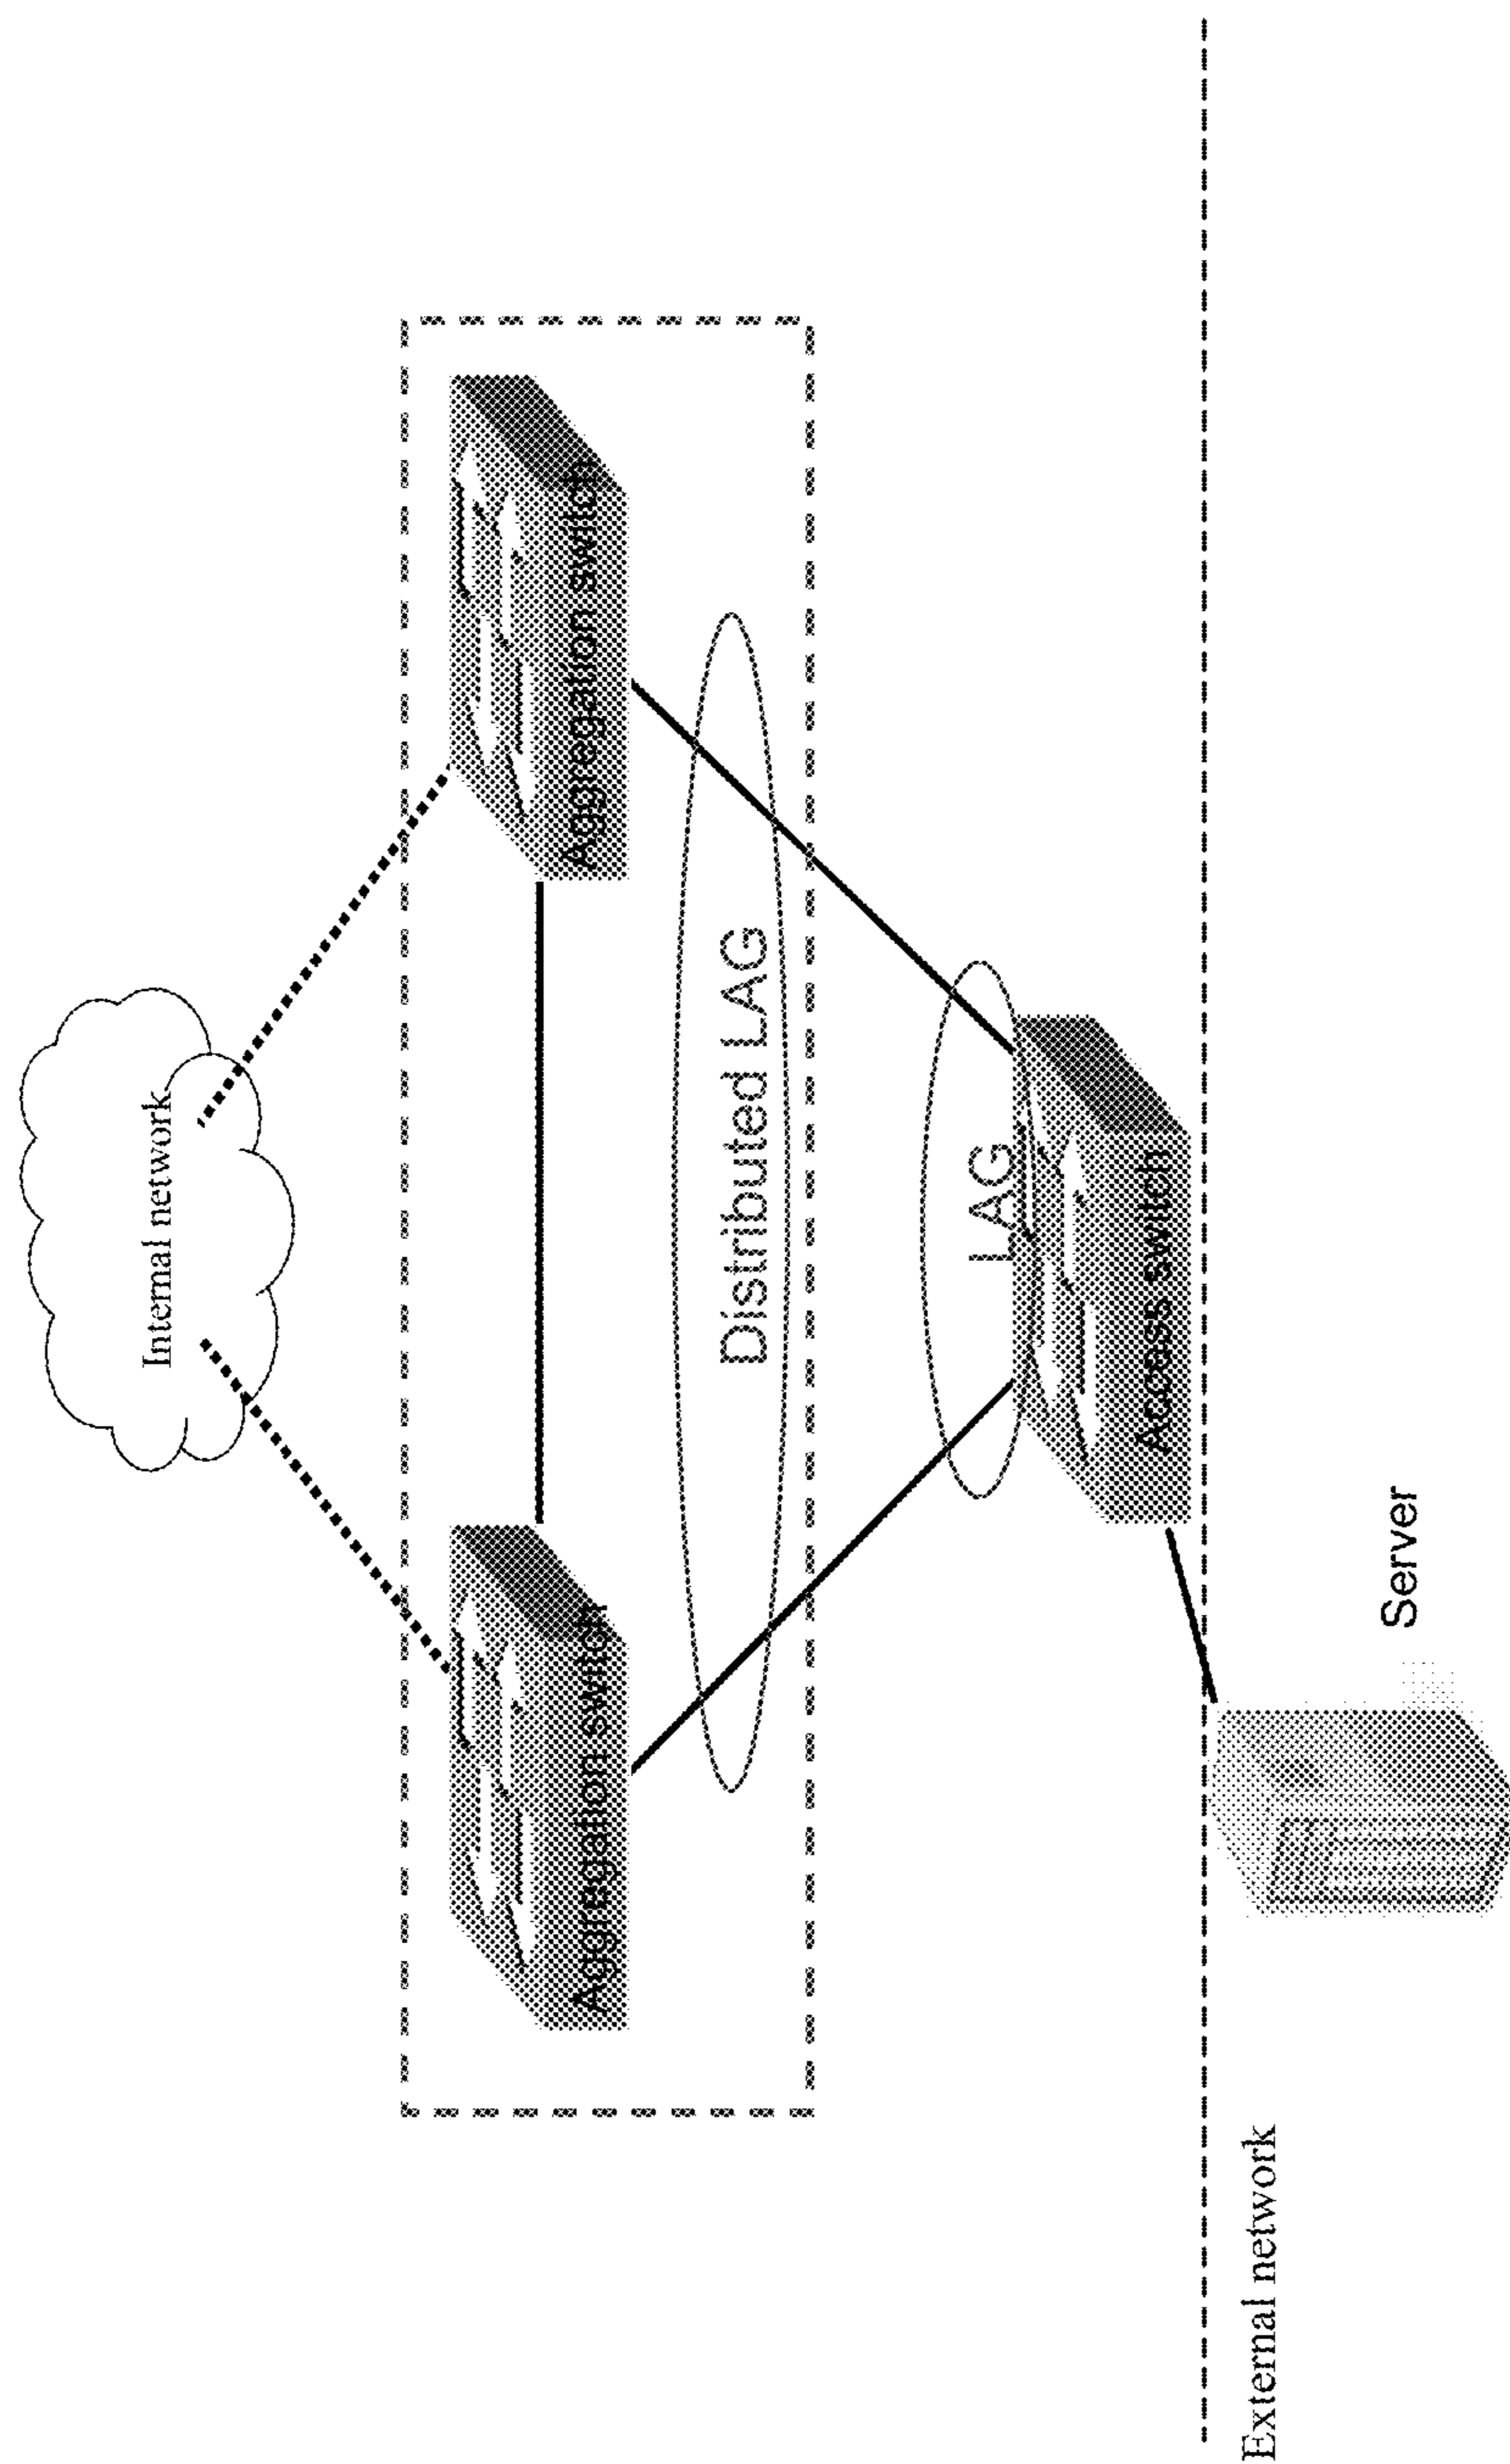 Internal network
Aggregation switch
Aggregation switch
Distributed LAG
LAG
Access switch
Server
External network